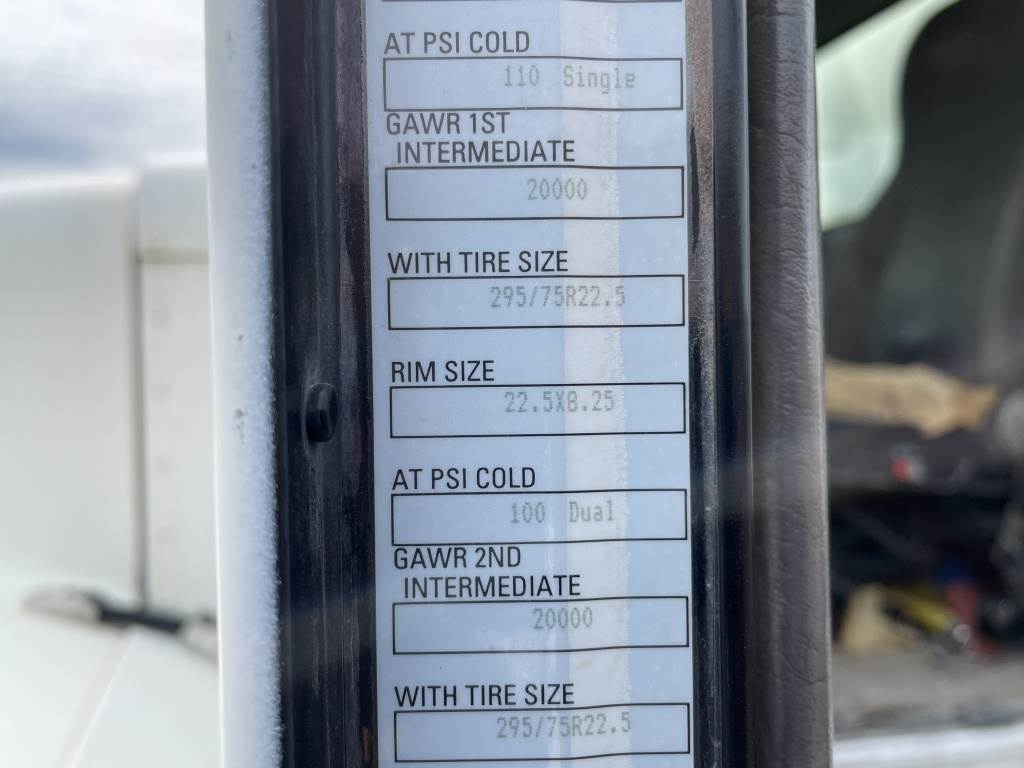 AT PSI COLD
110 Single
GAWR 1ST
INTERMEDIATE
20000
WITH TIRE SIZE
295/75R22.5
RIM SIZE
22.5X8.25
AT PSI COLD
100 Dual
GAWR 2ND
INTERMEDIATE
20000
WITH TIRE SIZE
295/75R22.5